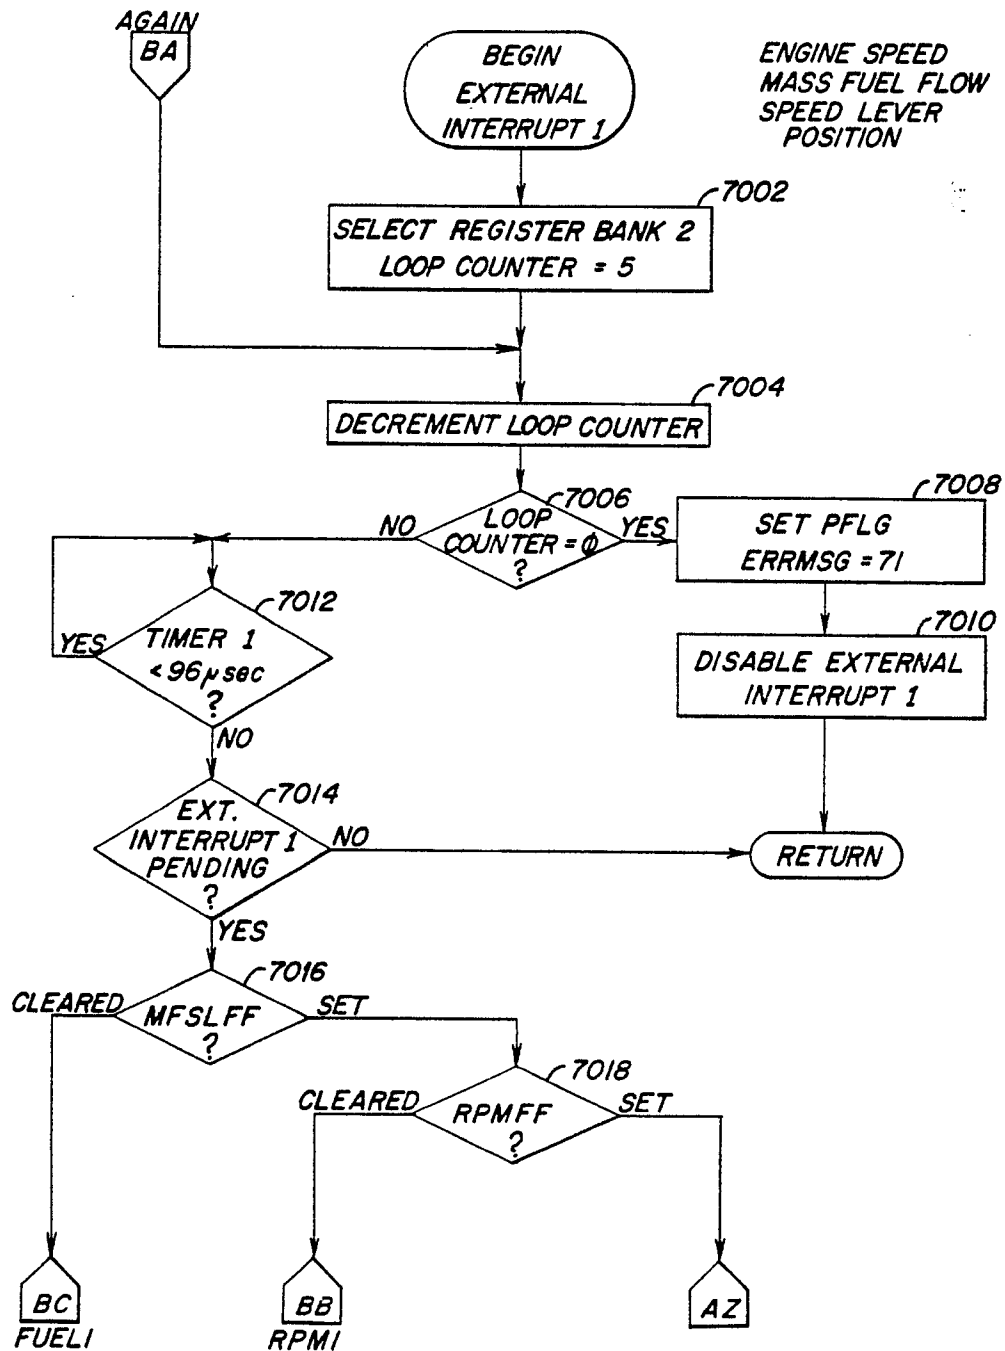 AGAIN
BA
BEGIN
EXTERNAL
INTERRUPT 1
ENGINE SPEED
MASS FUEL FLOW
SPEED LEVER
POSITION
7002
SELECT REGISTER BANK 2
LOOP COUNTER = 5
7004
DECREMENT LOOP COUNTER
7006
LOOP
COUNTER = ϕ
?
NO
YES
7008
SET PFLG
ERRMSG = 71
7010
DISABLE EXTERNAL
INTERRUPT 1
7012
TIMER 1
<96 μsec
?
YES
NO
7014
EXT.
INTERRUPT 1
PENDING
?
NO
RETURN
YES
7016
CLEARED
MFSLFF
?
SET
7018
CLEARED
RPMFF
?
SET
BC
FUEL1
BB
RPM1
AZ